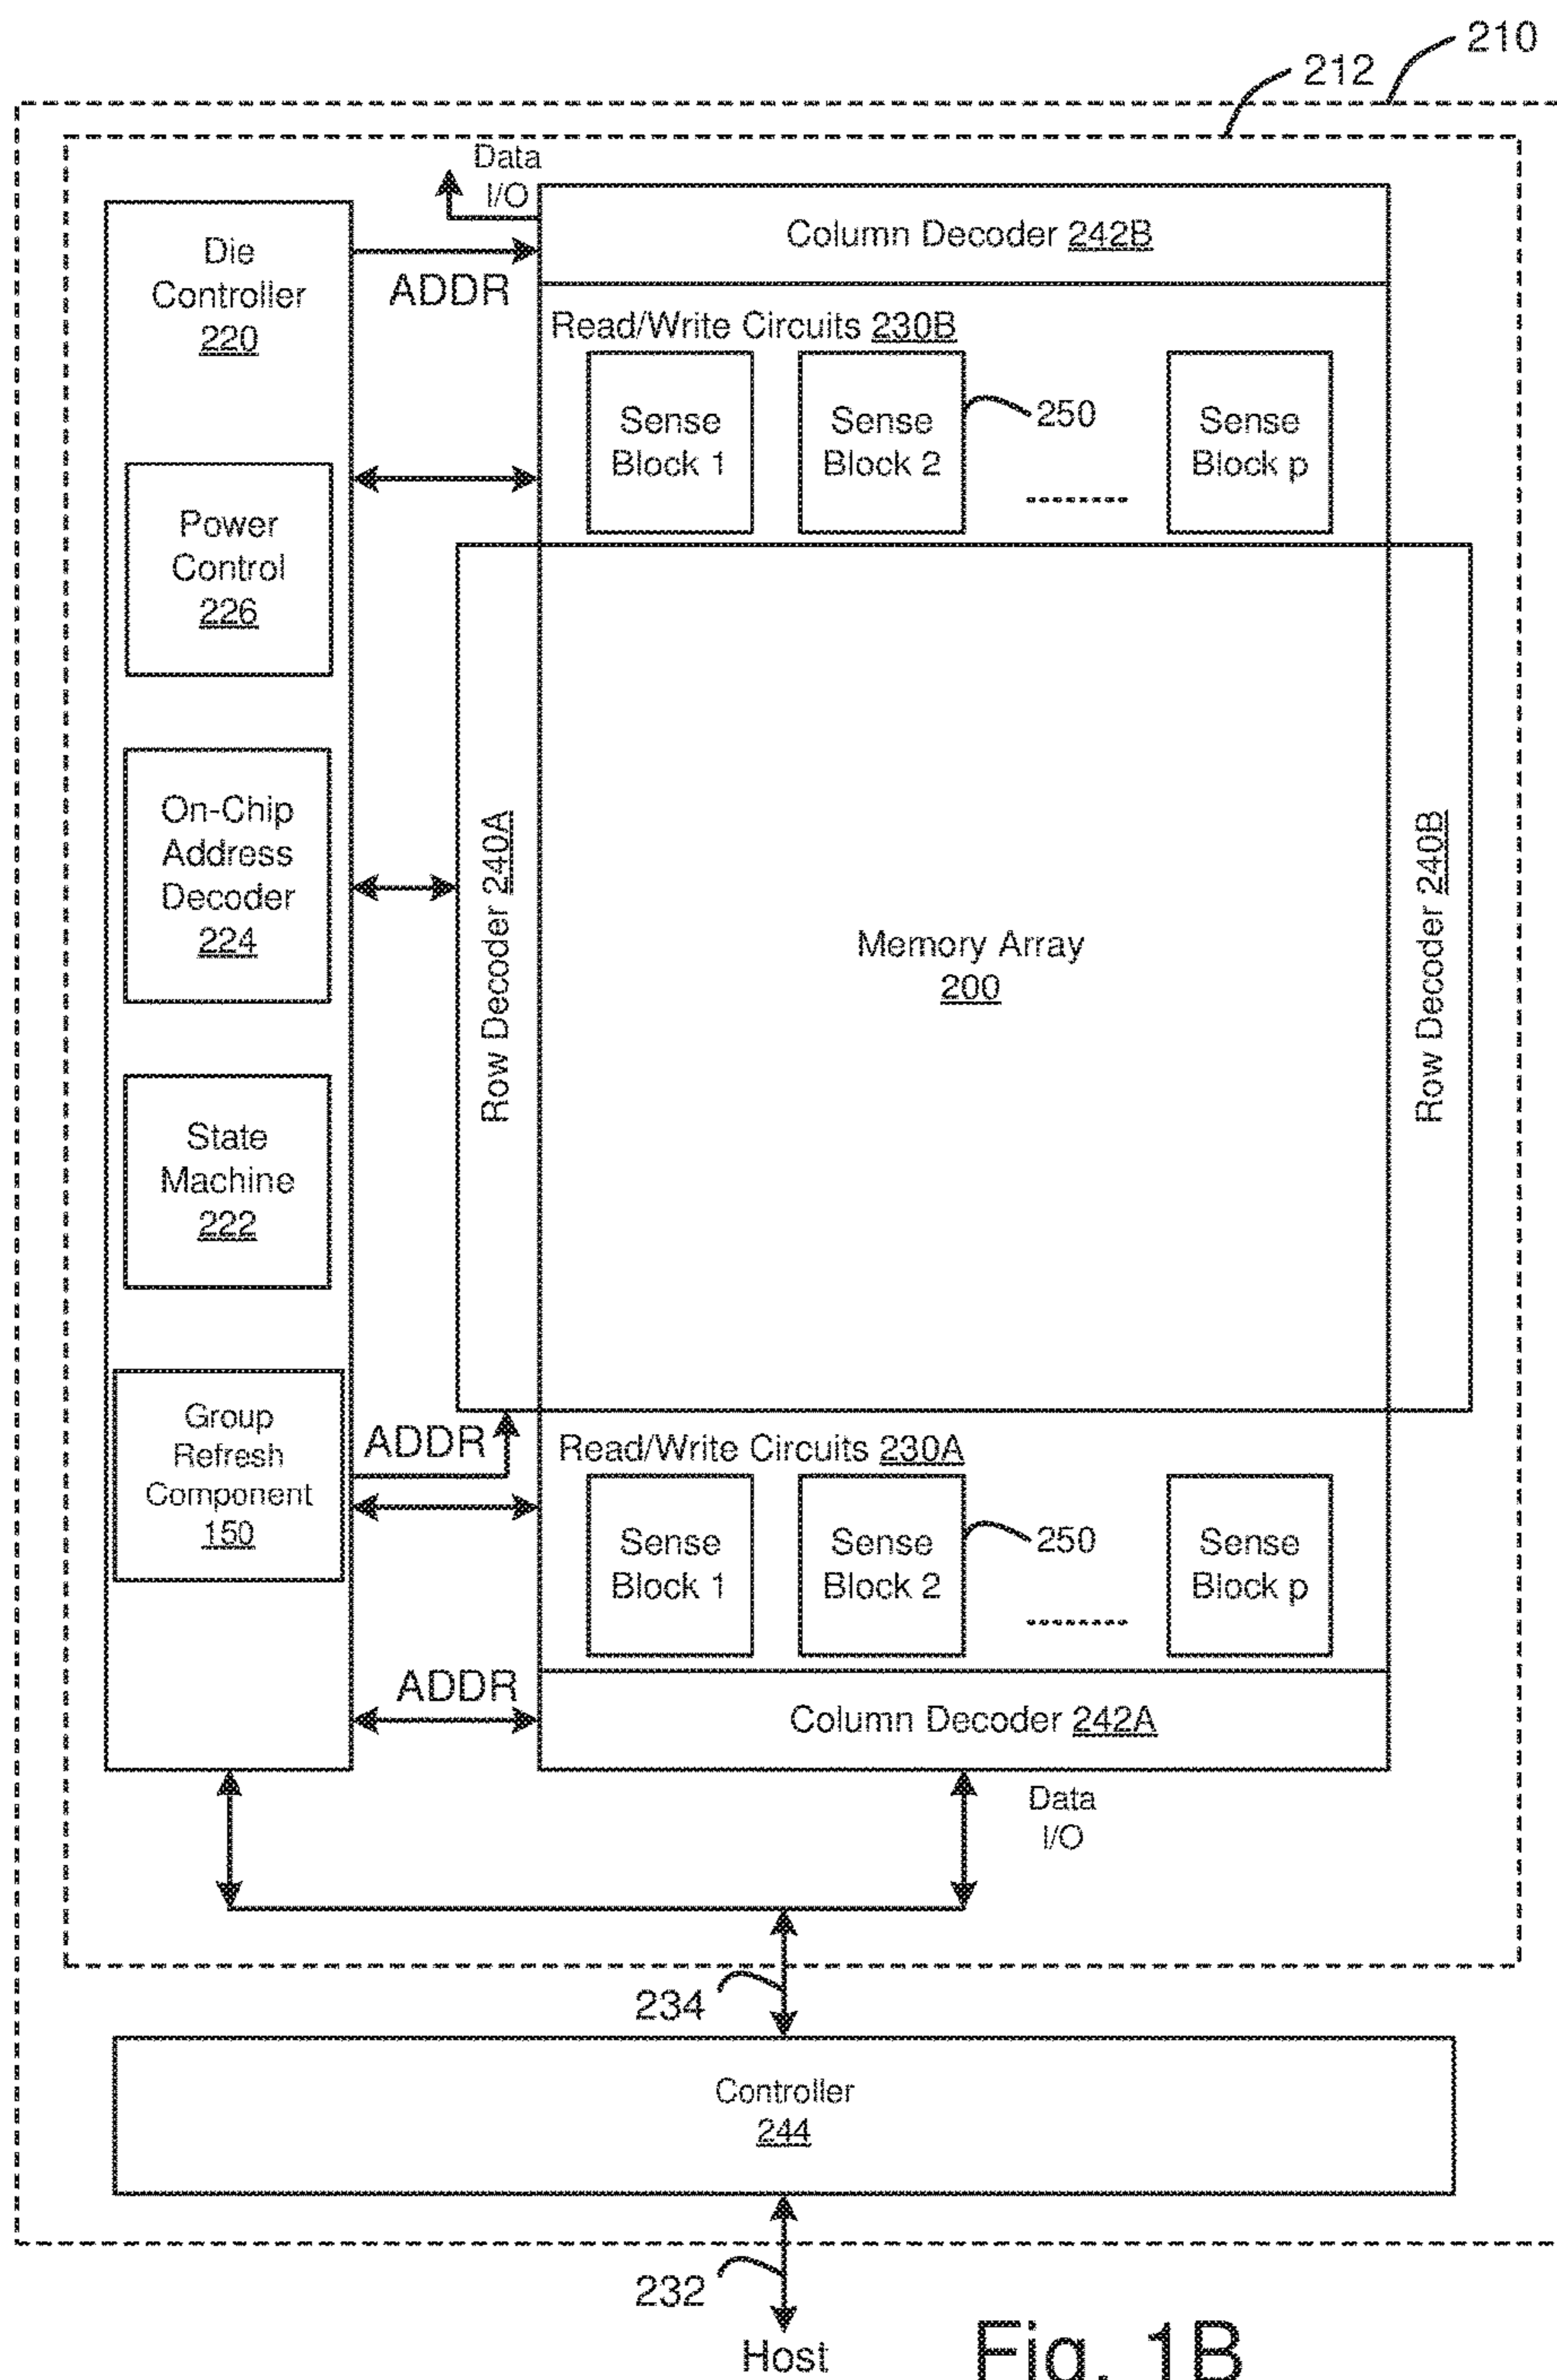 210
212
Data
I/O
Die
Controller
220
ADDR
Column Decoder 242B
Read/Write Circuits 230B
Sense
Block 1
Sense
Block 2
250
Sense
Block p
Power
Control
226
On-Chip
Address
Decoder
224
Row Decoder 240A
Memory Array
200
Row Decoder 240B
State
Machine
222
Group
Refresh
Component
150
ADDR
Read/Write Circuits 230A
Sense
Block 1
Sense
Block 2
250
Sense
Block p
ADDR
Column Decoder 242A
Data
I/O
234
Controller
244
232
Host
Fig. 1B